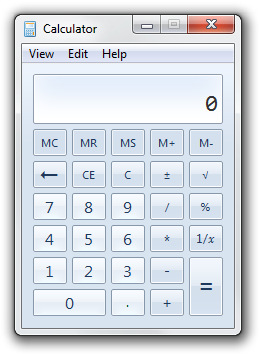 Calculator
View Edit Help
0
MC MR MS M+ M-
← CE C ± √
7 8 9 / %
4 5 6 * 1/x
1 2 3 - =
0 . +